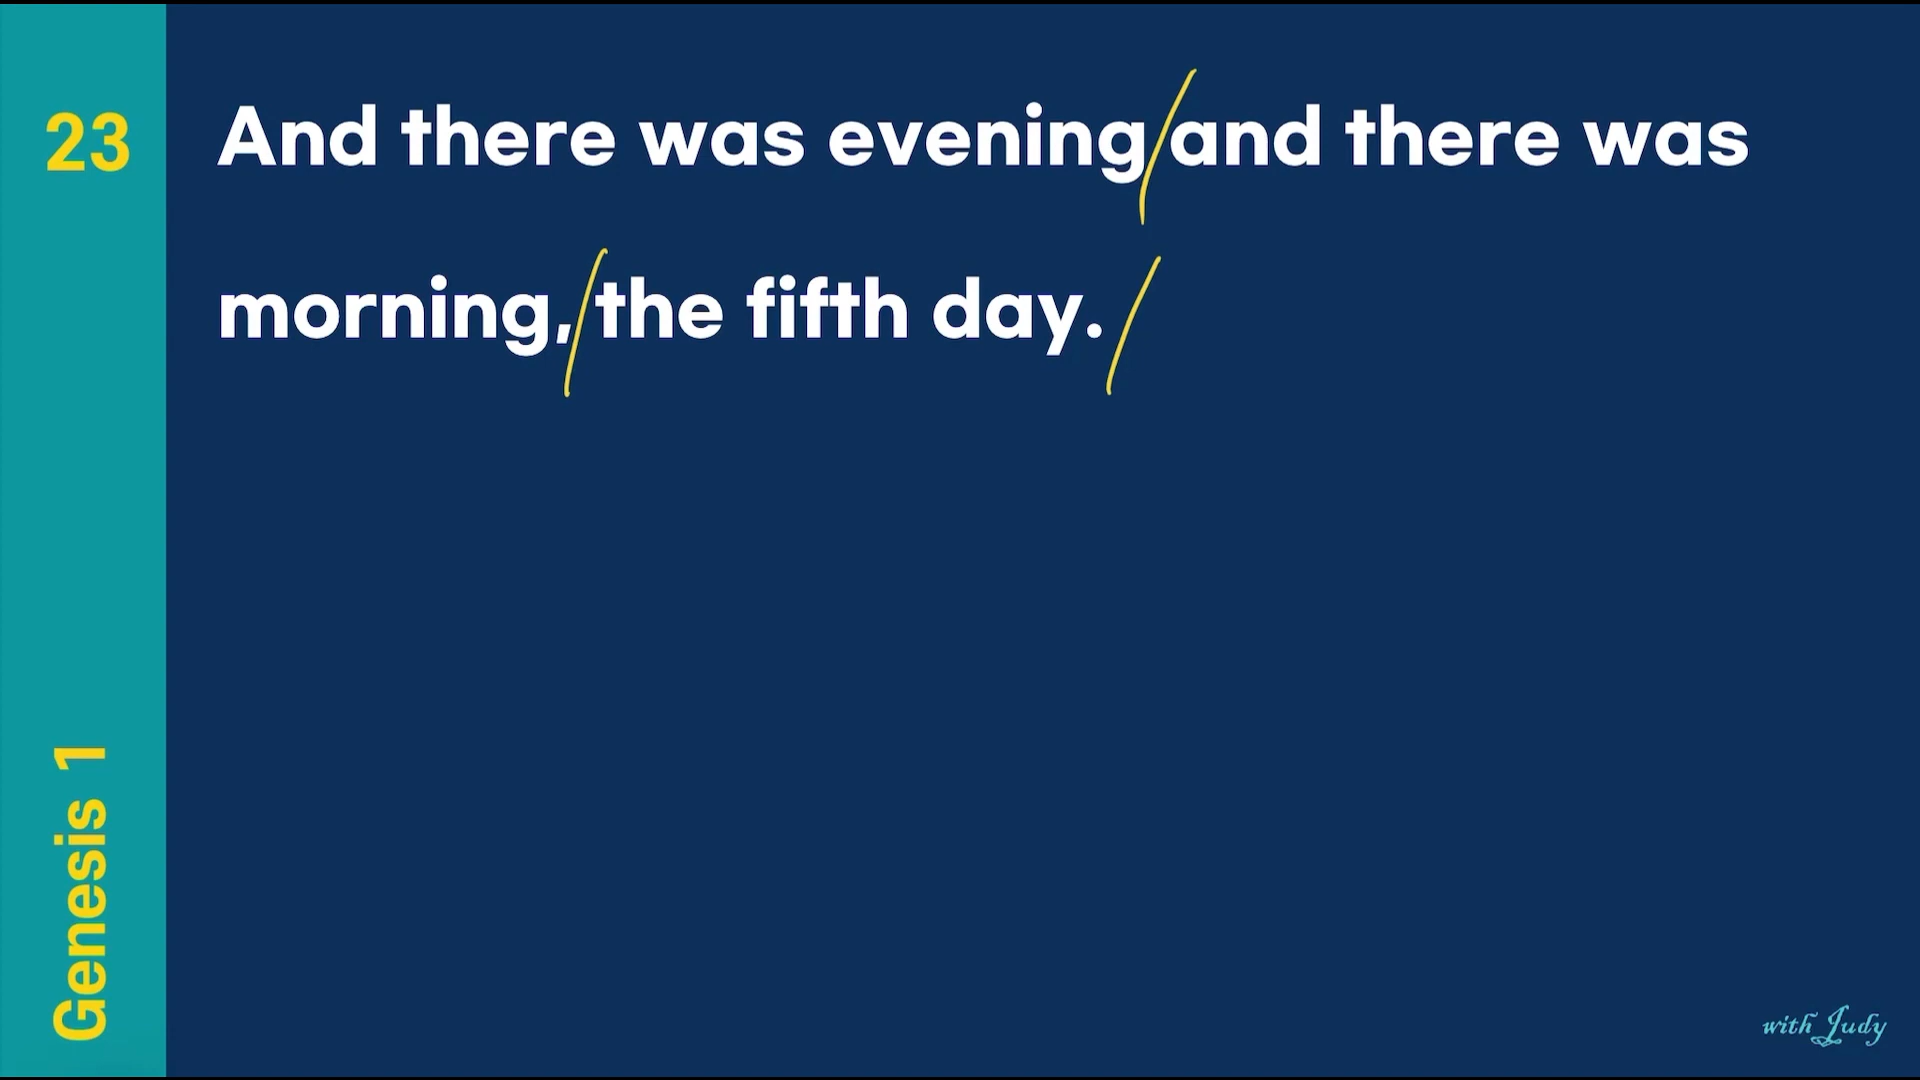 23
And there was evening and there was
morning, the fifth day.
Genesis 1
with Judy